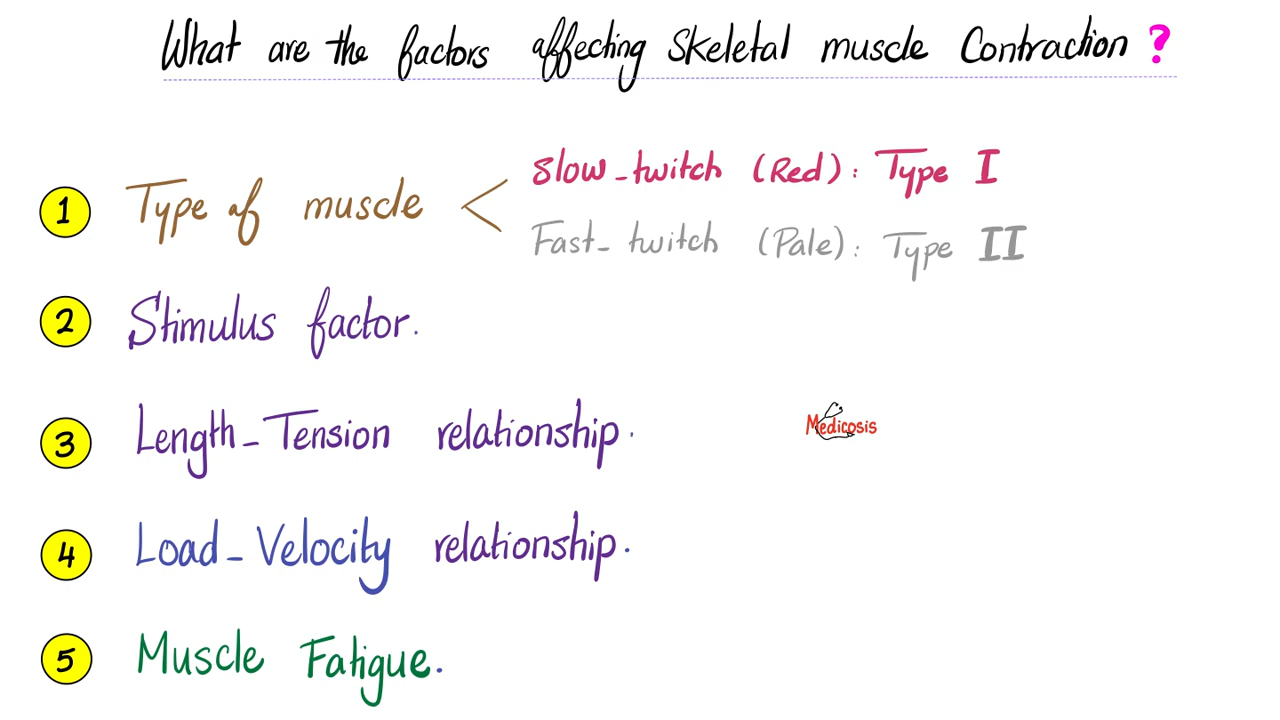 What are the factors affecting Skeletal muscle Contraction ?
1 Type of muscle < Slow-twitch (Red): Type I
Fast-twitch (Pale): Type II
2 Stimulus factor.
3 Length-Tension relationship.
Medicosis
4 Load-Velocity relationship.
5 Muscle Fatigue.